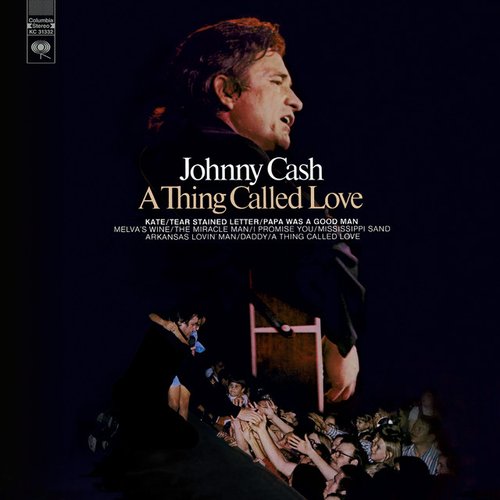 Columbia
Stereo
KC 31332
Johnny Cash
A Thing Called Love
KATE/TEAR STAINED LETTER/PAPA WAS A GOOD MAN
MELVA'S WINE/THE MIRACLE MAN/I PROMISE YOU/MISSISSIPPI SAND
ARKANSAS LOVIN' MAN/DADDY/A THING CALLED LOVE